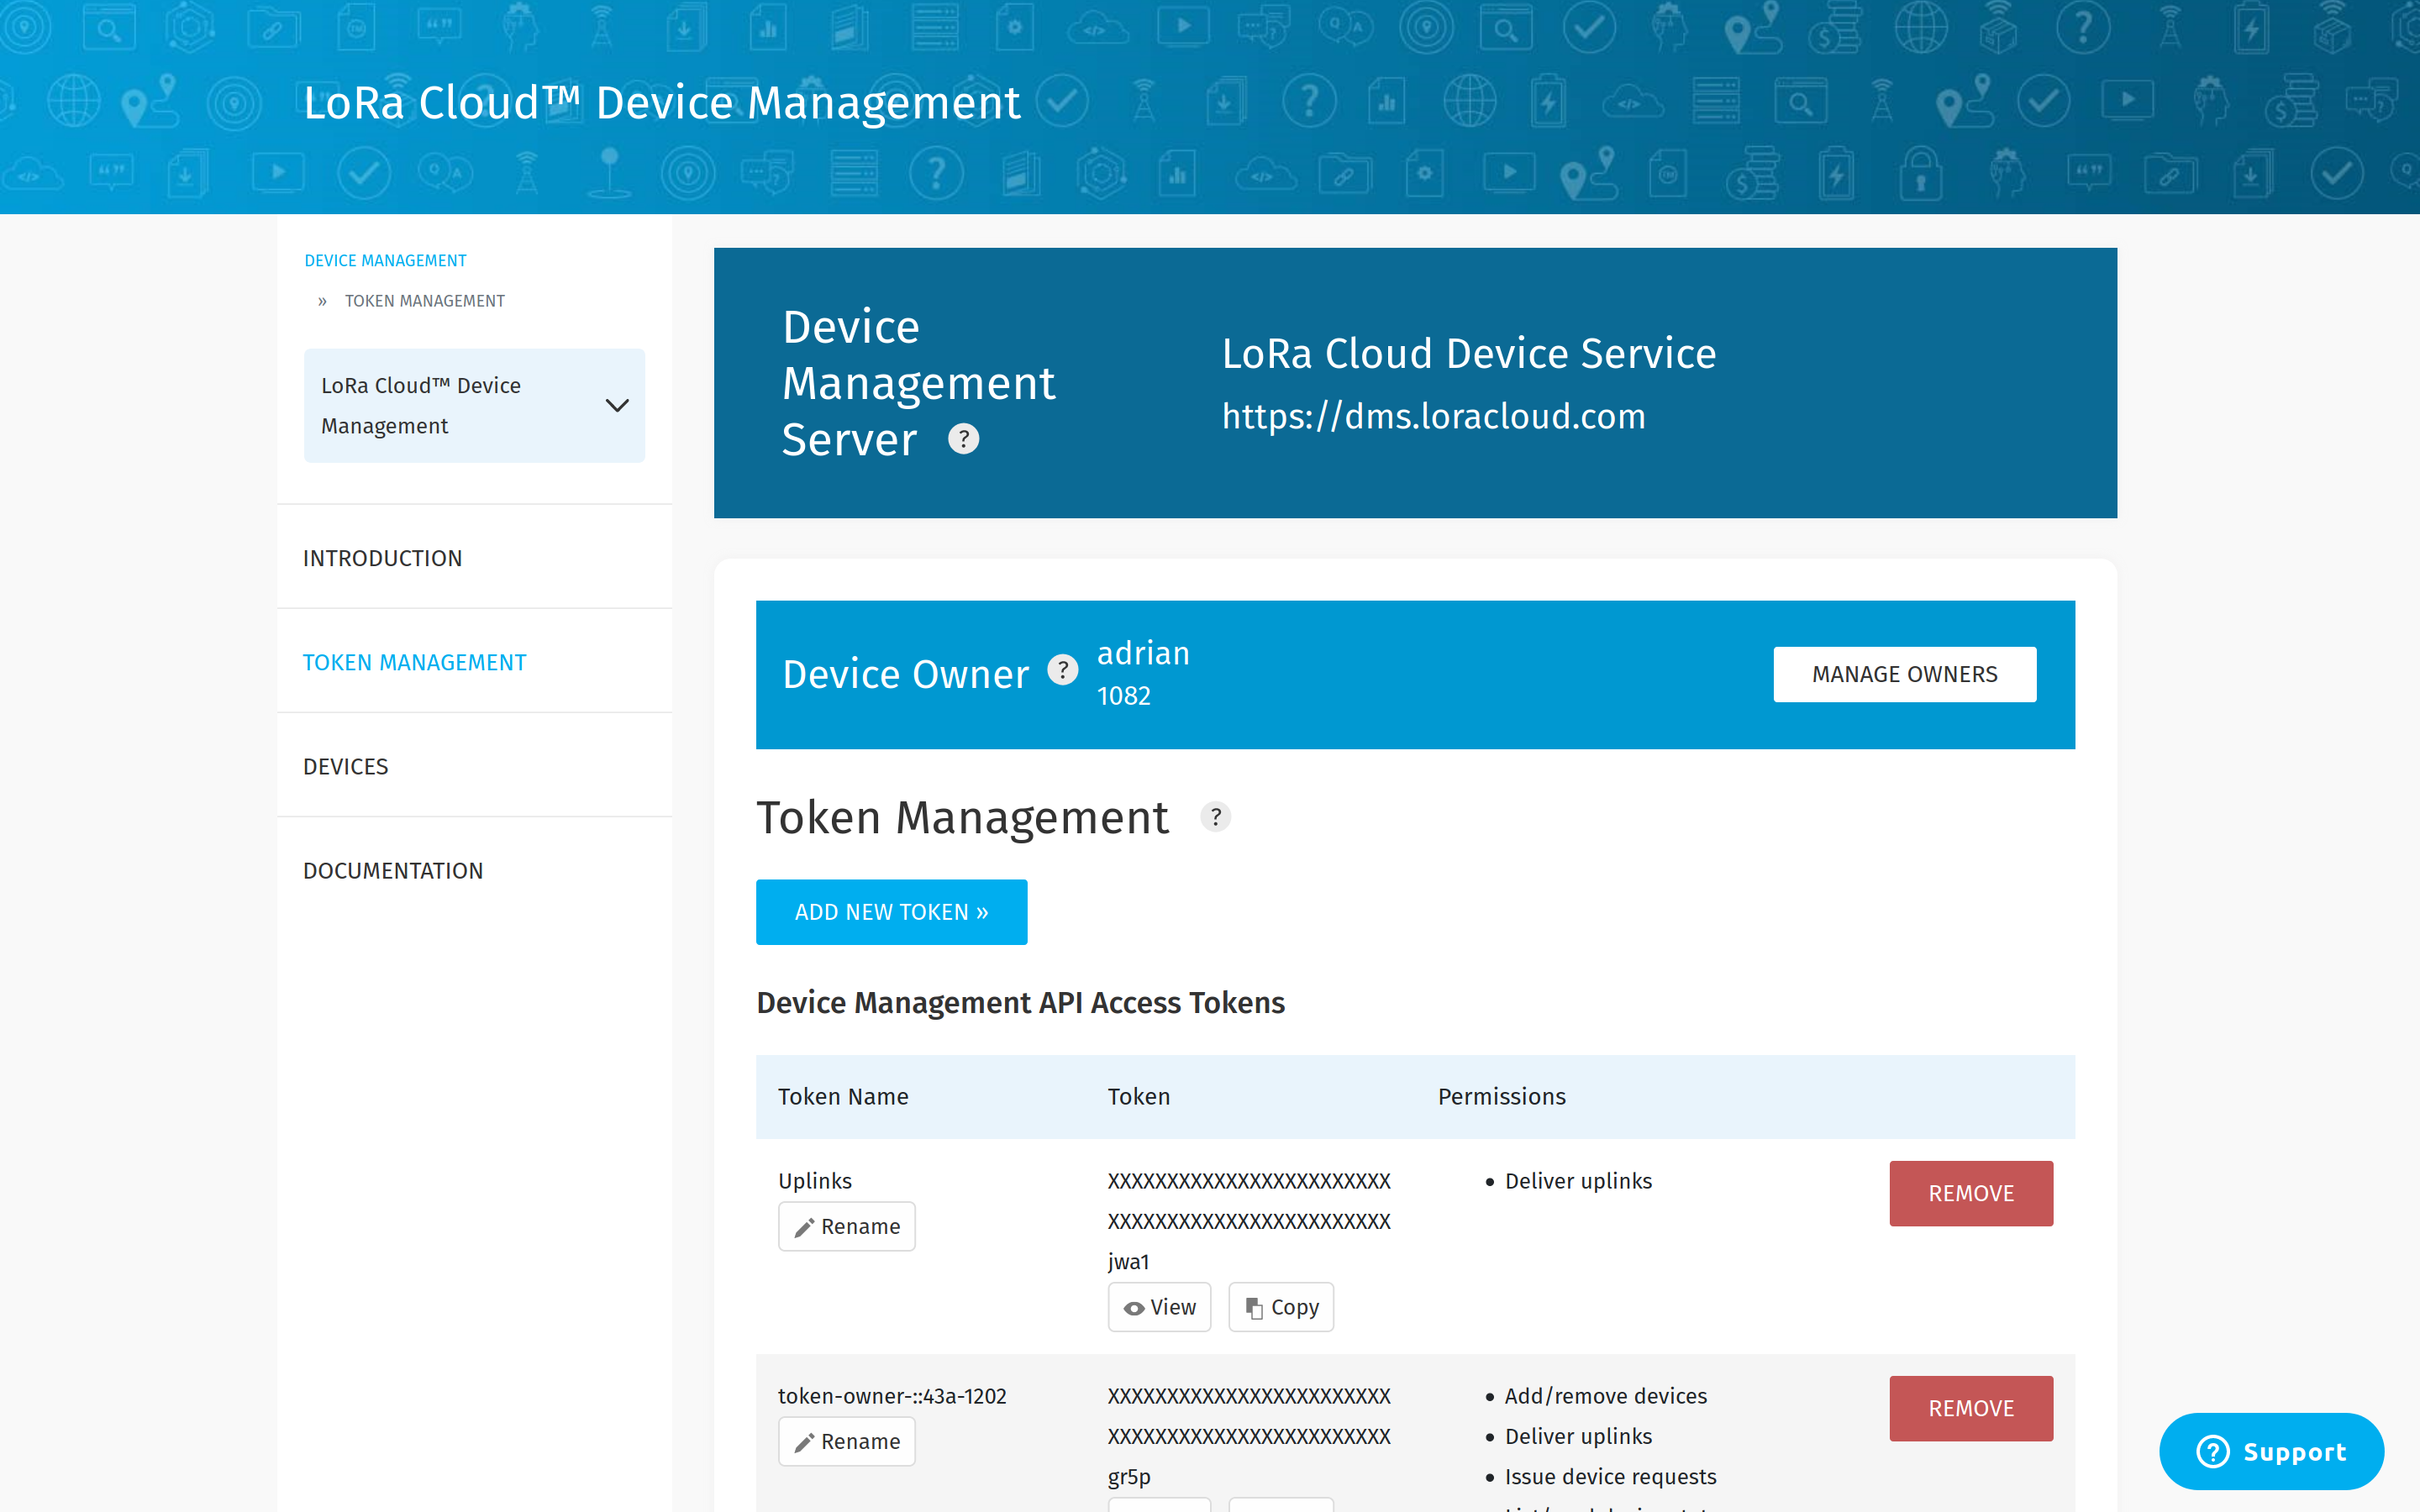 LoRa Cloud™ Device Management
DEVICE MANAGEMENT
» TOKEN MANAGEMENT
LoRa Cloud™ Device
Management
INTRODUCTION
TOKEN MANAGEMENT
DEVICES
DOCUMENTATION
Device
Management
Server ?
LoRa Cloud Device Service
https://dms.loracloud.com
Device Owner ?
adrian
1082
MANAGE OWNERS
Token Management ?
ADD NEW TOKEN »
Device Management API Access Tokens
Token Name Token Permissions
Uplinks
Rename
XXXXXXXXXXXXXXXXXXXXXXXX
XXXXXXXXXXXXXXXXXXXXXXXX
jwa1
View Copy
• Deliver uplinks
REMOVE
token-owner-::43a-1202
Rename
XXXXXXXXXXXXXXXXXXXXXXXX
XXXXXXXXXXXXXXXXXXXXXXXX
gr5p
• Add/remove devices
• Deliver uplinks
• Issue device requests
REMOVE
? Support